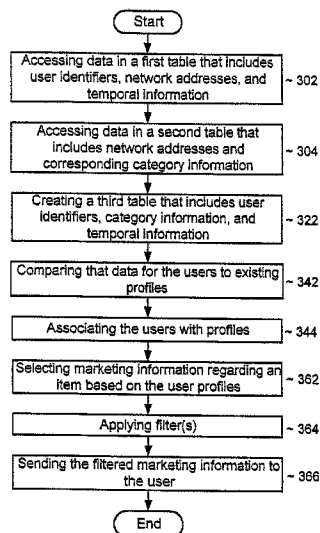 Start
Accessing data in a first table that includes
user identifiers, network addresses, and
temporal information
~ 302
Accessing data in a second table that
includes network addresses and
corresponding category information
~ 304
Creating a third table that includes user
identifiers, category information, and
temporal information
~ 322
Comparing that data for the users to existing
profiles
~ 342
Associating the users with profiles
~ 344
Selecting marketing information regarding an
item based on the user profiles
~ 362
Applying filter(s)
~ 364
Sending the filtered marketing information to
the user
~ 366
End